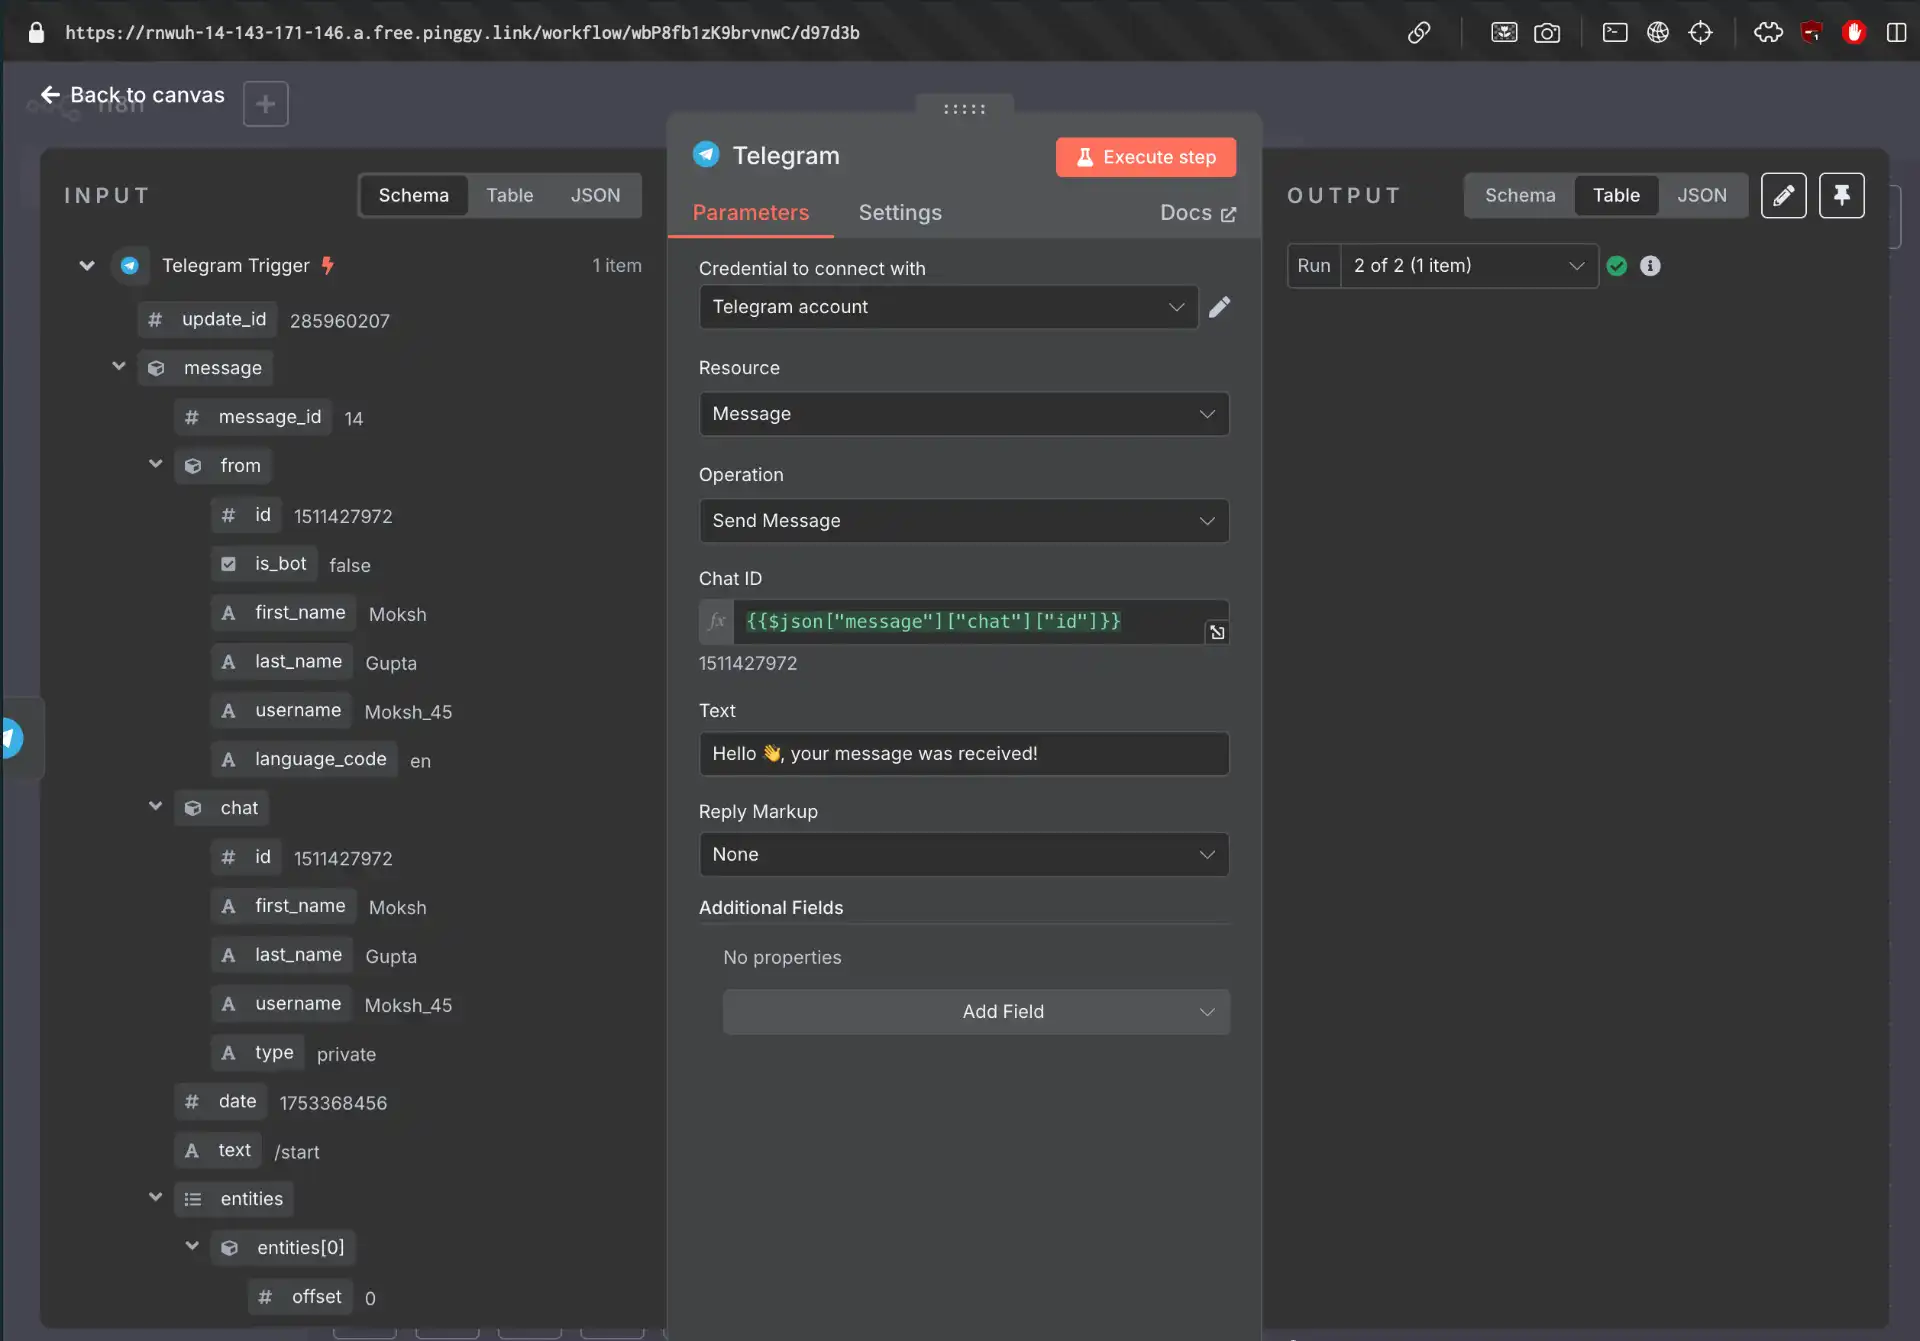 https://rnwuh-14-143-171-146.a.free.pinggy.link/workflow/wbP8fb1zK9brvnwC/d97d3b
Back to canvas
n8n
INPUT
Schema
Table
JSON
Telegram Trigger
1 item
# update_id 285960207
message
# message_id 14
from
# id 1511427972
is_bot false
A first_name Moksh
A last_name Gupta
A username Moksh_45
A language_code en
chat
# id 1511427972
A first_name Moksh
A last_name Gupta
A username Moksh_45
A type private
# date 1753368456
A text /start
entities
entities[0]
# offset 0
Telegram
Execute step
Parameters
Settings
Docs
Credential to connect with
Telegram account
Resource
Message
Operation
Send Message
Chat ID
fx {{$json["message"]["chat"]["id"]}}
1511427972
Text
Hello 👋, your message was received!
Reply Markup
None
Additional Fields
No properties
Add Field
OUTPUT
Schema
Table
JSON
Run
2 of 2 (1 item)